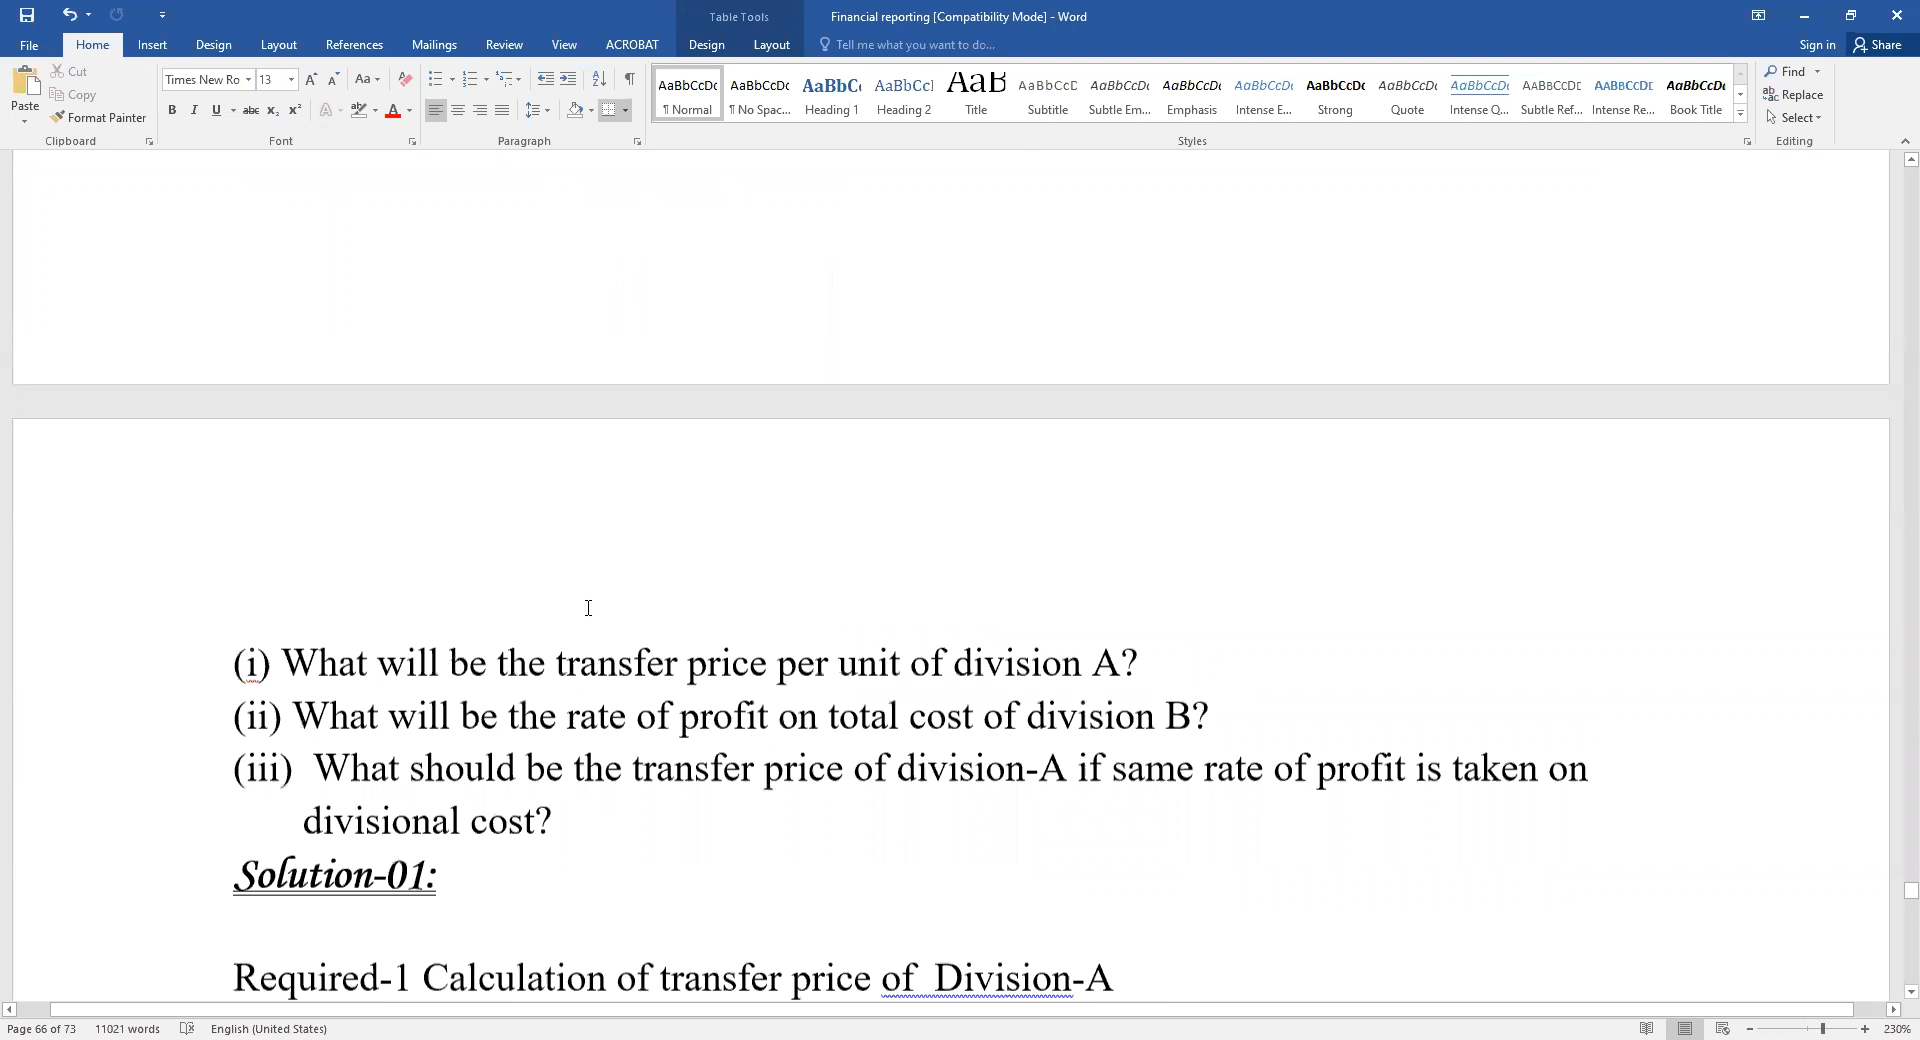 Table Tools
Financial reporting [Compatibility Mode] - Word
File Home Insert Design Layout References Mailings Review View ACROBAT Design Layout Tell me what you want to do... Sign in Share
Paste
Cut
Copy
Format Painter
Times New Ro 13
AaBbCcDc AaBbCcDc AaBbC AaBbCc AaB AaBbCcD AaBbCcDc AaBbCcDc AaBbCcDc AaBbCcDc AaBbCcDc AaBbCcDc AABBCCDE AABBCCDE AaBbCcDc
¶ Normal ¶ No Spac... Heading 1 Heading 2 Title Subtitle Subtle Em... Emphasis Intense E... Strong Quote Intense Q... Subtle Ref... Intense Re... Book Title
Find
Replace
Select
Clipboard Font Paragraph Styles Editing
(i) What will be the transfer price per unit of division A?
(ii) What will be the rate of profit on total cost of division B?
(iii) What should be the transfer price of division-A if same rate of profit is taken on
divisional cost?
Solution-01:
Required-1 Calculation of transfer price of Division-A
Page 66 of 73 11021 words English (United States) 230%